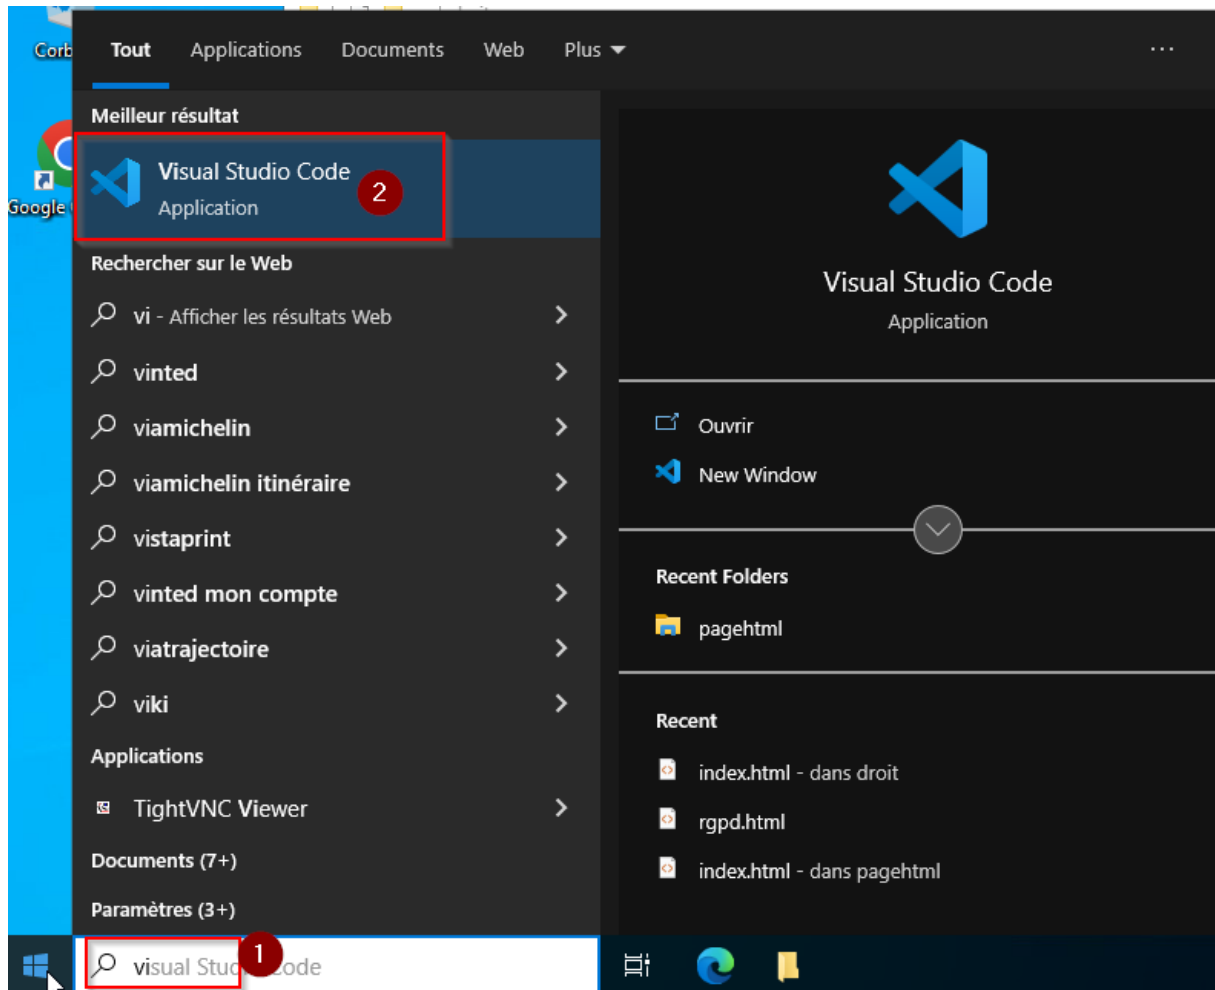 Corb
Tout Applications Documents Web Plus
Meilleur résultat
Visual Studio Code
Application
2
Google
Rechercher sur le Web
vi - Afficher les résultats Web
vinted
viamichelin
viamichelin itinéraire
vistaprint
vinted mon compte
viatrajectoire
viki
Applications
TightVNC Viewer
Documents (7+)
Paramètres (3+)
visual Studio Code
1
Visual Studio Code
Application
Ouvrir
New Window
Recent Folders
pagehtml
Recent
index.html - dans droit
rgpd.html
index.html - dans pagehtml